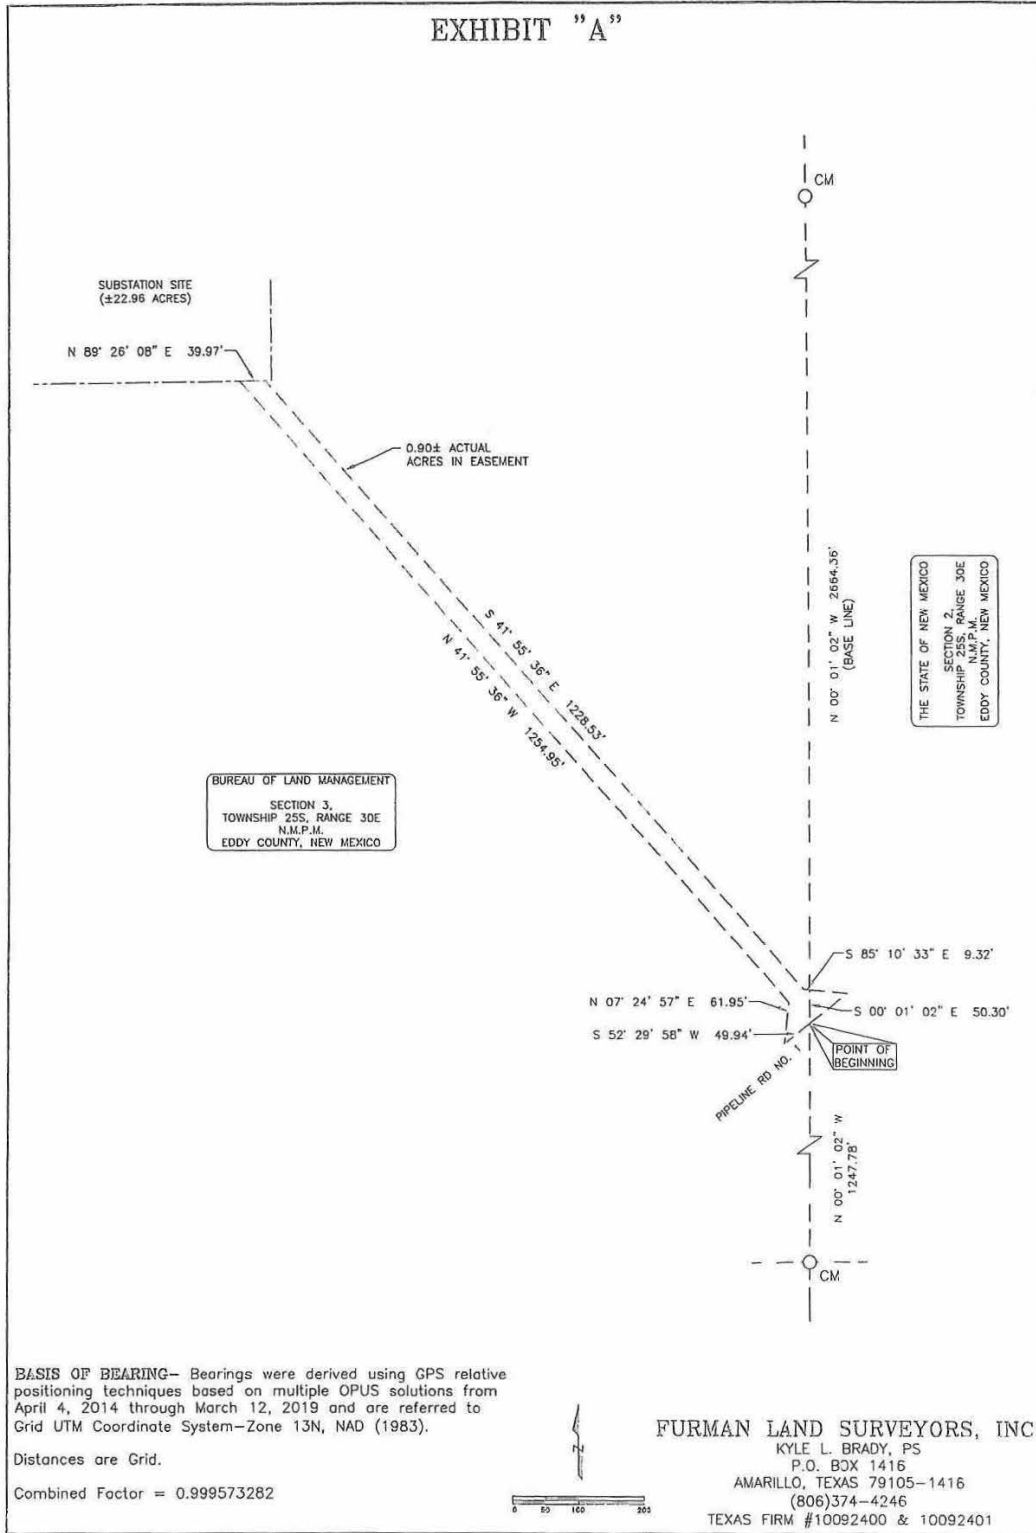 EXHIBIT "A"
CM
SUBSTATION SITE
(±22.96 ACRES)
N 89° 26' 08" E 39.97'
0.90± ACTUAL
ACRES IN EASEMENT
N 00° 01' 02" W 2664.36'
(BASE LINE)
THE STATE OF NEW MEXICO
SECTION 2,
TOWNSHIP 25S, RANGE 30E
N.M.P.M.
EDDY COUNTY, NEW MEXICO
S 41° 55' 36" E 1228.53'
N 41° 55' 36" W 1254.95'
BUREAU OF LAND MANAGEMENT
SECTION 3,
TOWNSHIP 25S, RANGE 30E
N.M.P.M.
EDDY COUNTY, NEW MEXICO
S 85° 10' 33" E 9.32'
N 07° 24' 57" E 61.95'
S 00° 01' 02" E 50.30'
S 52° 29' 58" W 49.94'
POINT OF
BEGINNING
PIPELINE RD NO.
N 00° 01' 02" W
1247.78'
CM
BASIS OF BEARING- Bearings were derived using GPS relative
positioning techniques based on multiple OPUS solutions from
April 4, 2014 through March 12, 2019 and are referred to
Grid UTM Coordinate System-Zone 13N, NAD (1983).
Distances are Grid.
Combined Factor = 0.999573282
N
0 50 100 200
FURMAN LAND SURVEYORS, INC
KYLE L. BRADY, PS
P.O. BOX 1416
AMARILLO, TEXAS 79105-1416
(806)374-4246
TEXAS FIRM #10092400 & 10092401